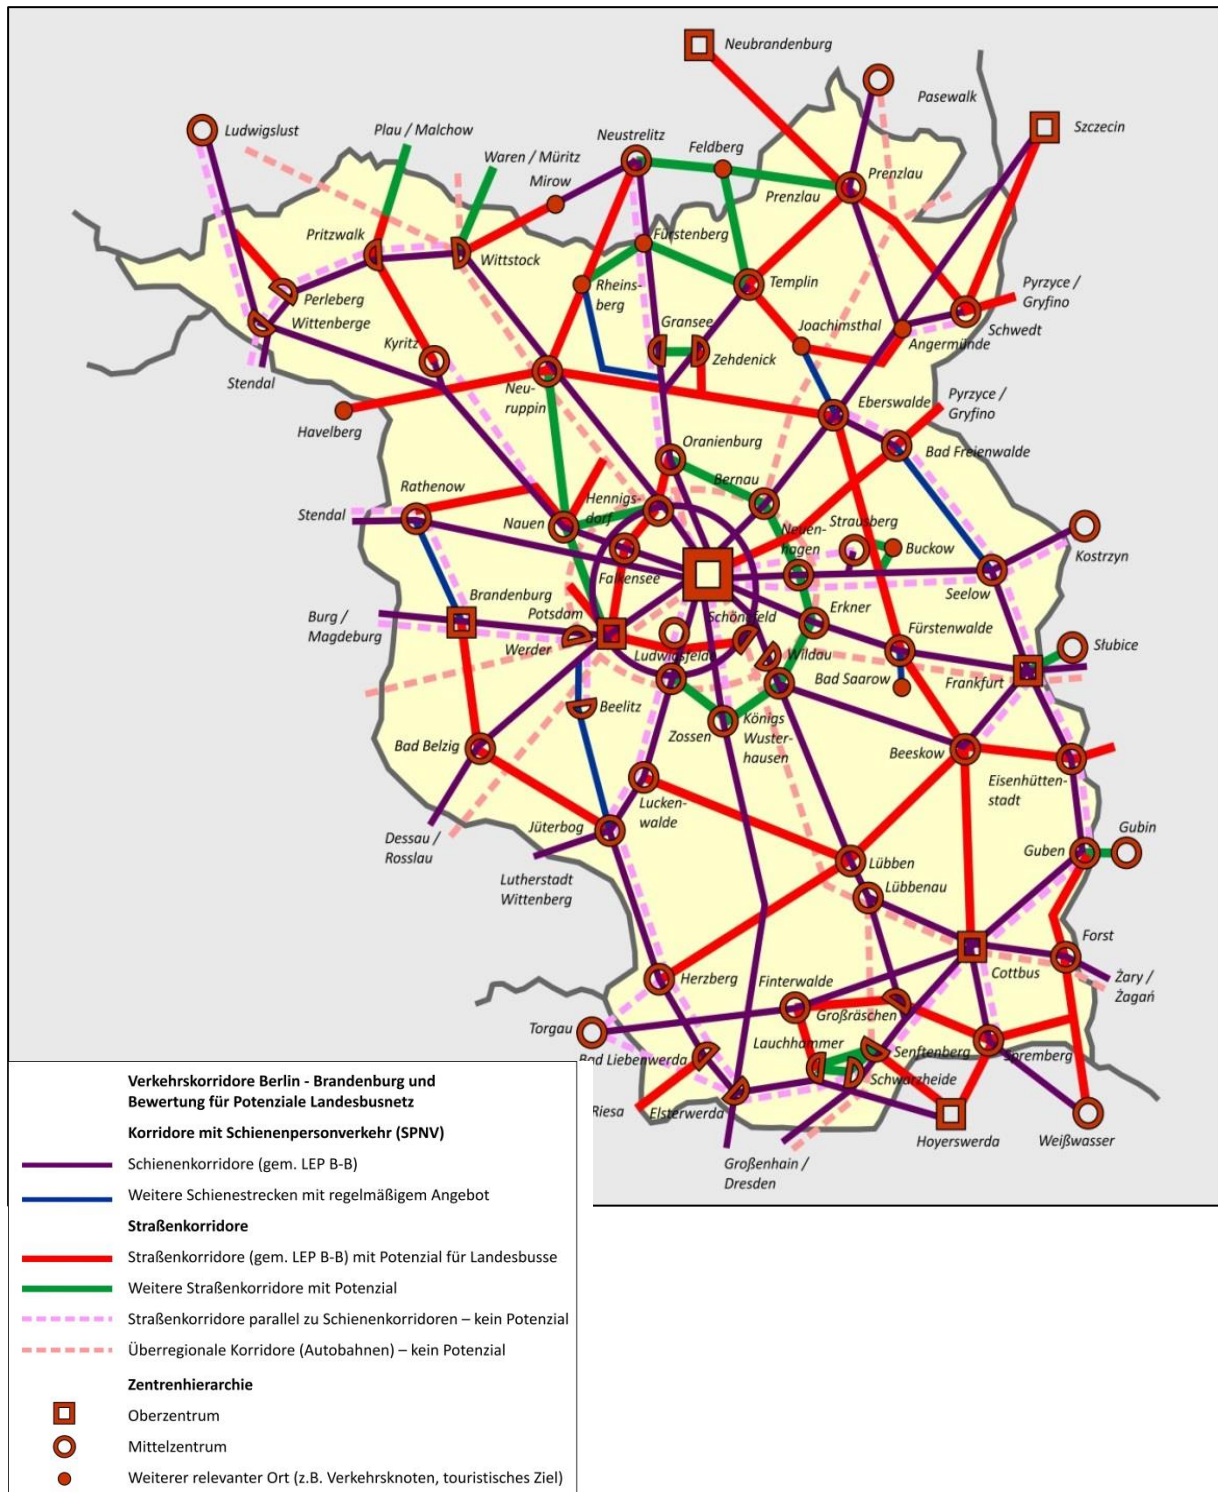 Neubrandenburg
Pasewalk
Szczecin
Ludwigslust
Plau / Malchow
Neustrelitz
Feldberg
Waren / Müritz
Mirow
Prenzlau
Prenzlau
Pritzwalk
Wittstock
Fürstenberg
Rheins-
berg
Templin
Perleberg
Wittenberge
Gransee
Joachimsthal
Pyrzyce /
Gryfino
Schwedt
Angermünde
Kyritz
Zehdenick
Stendal
Neu-
ruppin
Eberswalde
Pyrzyce /
Gryfino
Havelberg
Oranienburg
Bad Freienwalde
Bernau
Rathenow
Hennigs-
dorf
Stendal
Nauen
Strausberg
Neuen-
hagen
Buckow
Kostrzyn
Falkensee
Seelow
Brandenburg
Potsdam
Burg /
Magdeburg
Schönefeld
Erkner
Fürstenwalde
Werder
Ludwigsfelde
Wildau
Słubice
Bad Saarow
Frankfurt
Beelitz
Zossen
Königs
Wuster-
hausen
Bad Belzig
Beeskow
Eisenhütten-
stadt
Lucken-
walde
Jüterbog
Dessau /
Rosslau
Gubin
Guben
Lübben
Lutherstadt
Wittenberg
Lübbenau
Forst
Cottbus
Herzberg
Finterwalde
Żary /
Żagań
Großräschen
Torgau
Lauchhammer
Bad Liebenwerda
Senftenberg
Spremberg
Schwarzheide
Riesa
Elsterwerda
Hoyerswerda
Weißwasser
Großenhain /
Dresden
Verkehrskorridore Berlin - Brandenburg und
Bewertung für Potenziale Landesbusnetz
Korridore mit Schienenpersonverkehr (SPNV)
Schienenkorridore (gem. LEP B-B)
Weitere Schienestrecken mit regelmäßigem Angebot
Straßenkorridore
Straßenkorridore (gem. LEP B-B) mit Potenzial für Landesbusse
Weitere Straßenkorridore mit Potenzial
Straßenkorridore parallel zu Schienenkorridoren – kein Potenzial
Überregionale Korridore (Autobahnen) – kein Potenzial
Zentrenhierarchie
Oberzentrum
Mittelzentrum
Weiterer relevanter Ort (z.B. Verkehrsknoten, touristisches Ziel)